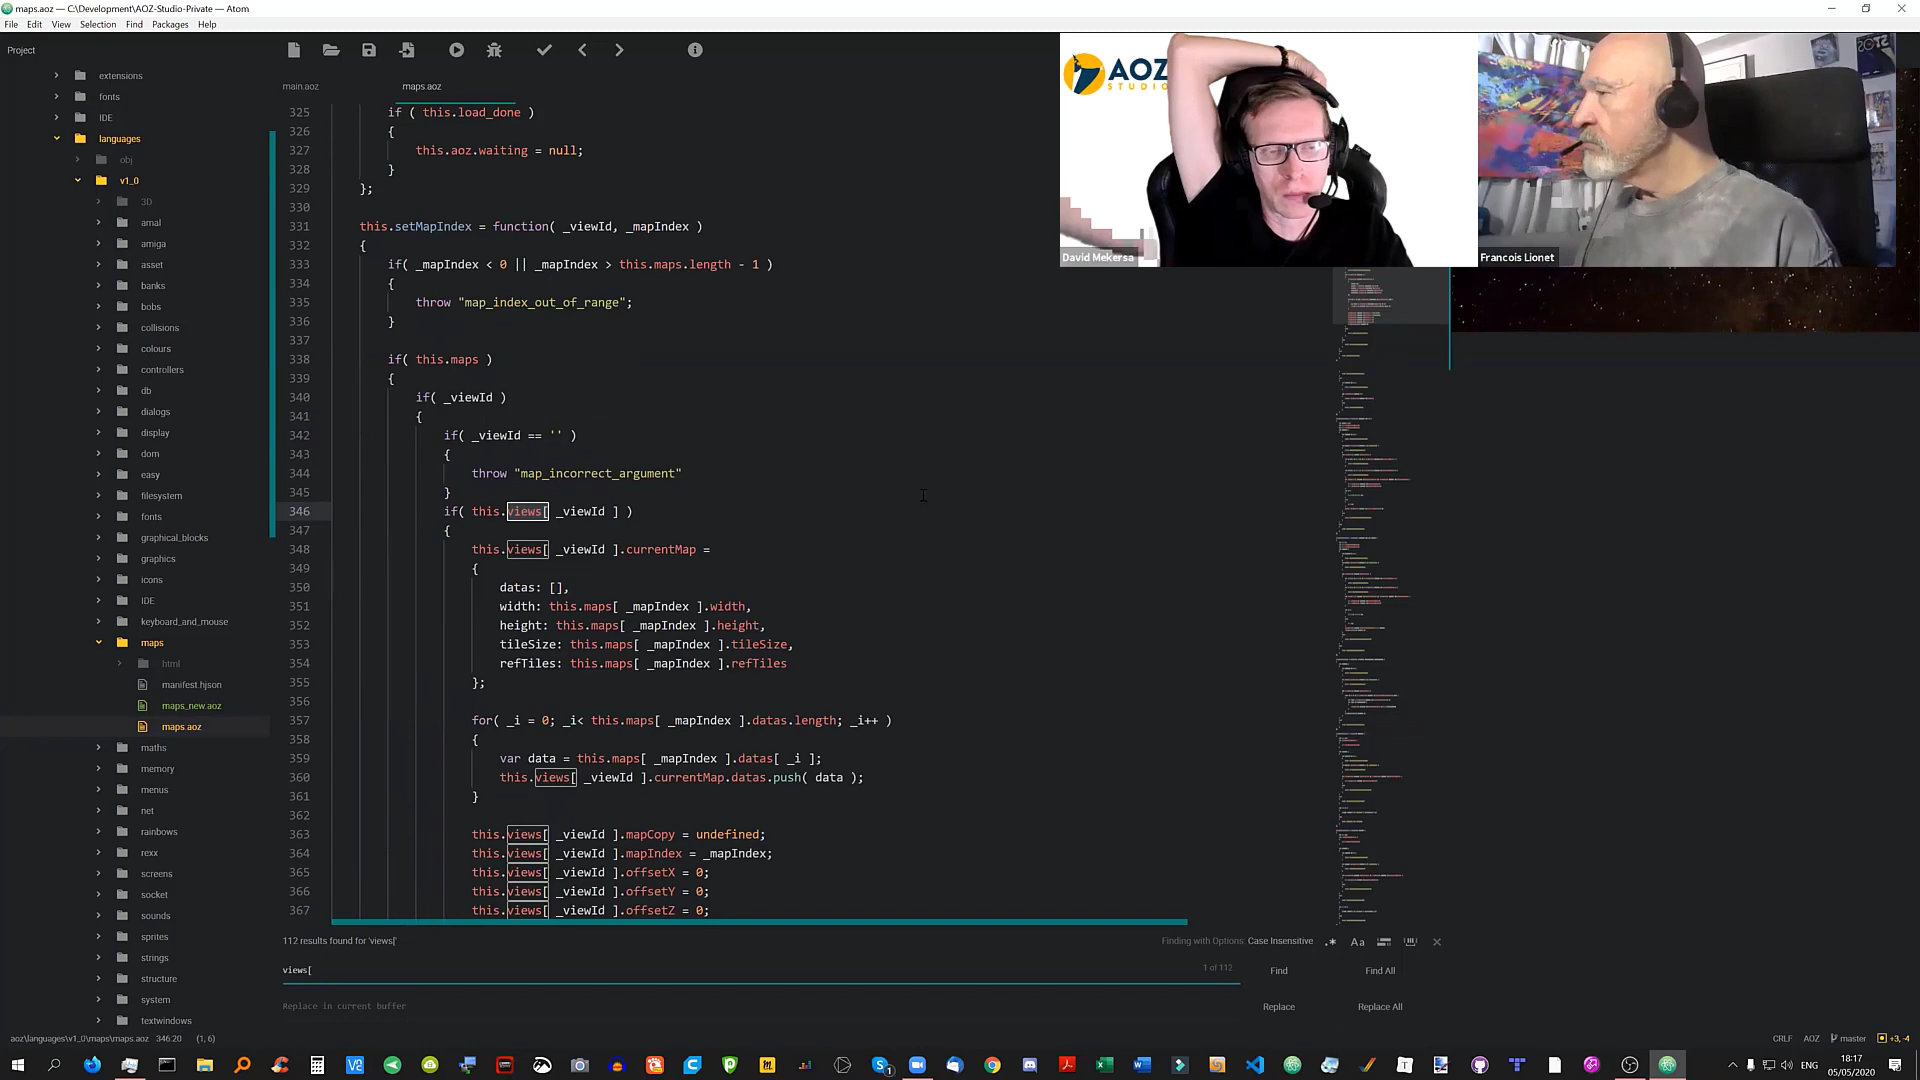 maps.aoz — C:\Development\AOZ-Studio-Private — Atom
File Edit View Selection Find Packages Help
Project
extensions
fonts
IDE
languages
obj
v1_0
3D
amal
amiga
asset
banks
bobs
collisions
colours
controllers
db
dialogs
display
dom
easy
filesystem
fonts
graphical_blocks
graphics
icons
IDE
keyboard_and_mouse
maps
html
manifest.hjson
maps_new.aoz
maps.aoz
maths
memory
menus
net
rainbows
rexx
screens
socket
sounds
sprites
strings
structure
system
textwindows
main.aoz maps.aoz
325 if ( this.load_done )
326 {
327 this.aoz.waiting = null;
328 }
329 };
330
331 this.setMapIndex = function( _viewId, _mapIndex )
332 {
333 if( _mapIndex < 0 || _mapIndex > this.maps.length - 1 )
334 {
335 throw "map_index_out_of_range";
336 }
337
338 if( this.maps )
339 {
340 if( _viewId )
341 {
342 if( _viewId == '' )
343 {
344 throw "map_incorrect_argument"
345 }
346 if( this.views[ _viewId ] )
347 {
348 this.views[ _viewId ].currentMap =
349 {
350 datas: [],
351 width: this.maps[ _mapIndex ].width,
352 height: this.maps[ _mapIndex ].height,
353 tileSize: this.maps[ _mapIndex ].tileSize,
354 refTiles: this.maps[ _mapIndex ].refTiles
355 };
356
357 for( _i = 0; _i< this.maps[ _mapIndex ].datas.length; _i++ )
358 {
359 var data = this.maps[ _mapIndex ].datas[ _i ];
360 this.views[ _viewId ].currentMap.datas.push( data );
361 }
362
363 this.views[ _viewId ].mapCopy = undefined;
364 this.views[ _viewId ].mapIndex = _mapIndex;
365 this.views[ _viewId ].offsetX = 0;
366 this.views[ _viewId ].offsetY = 0;
367 this.views[ _viewId ].offsetZ = 0;
AOZ
STUDIO
David Mekersa
Francois Lionet
112 results found for 'views['
Finding with Options: Case Insensitive
.* Aa
views[
1 of 112
Find Find All
Replace in current buffer
Replace Replace All
aoz\languages\v1_0\maps\maps.aoz 346:20 (1, 6)
CRLF AOZ master +3, -4
ENG
18:17
05/05/2020